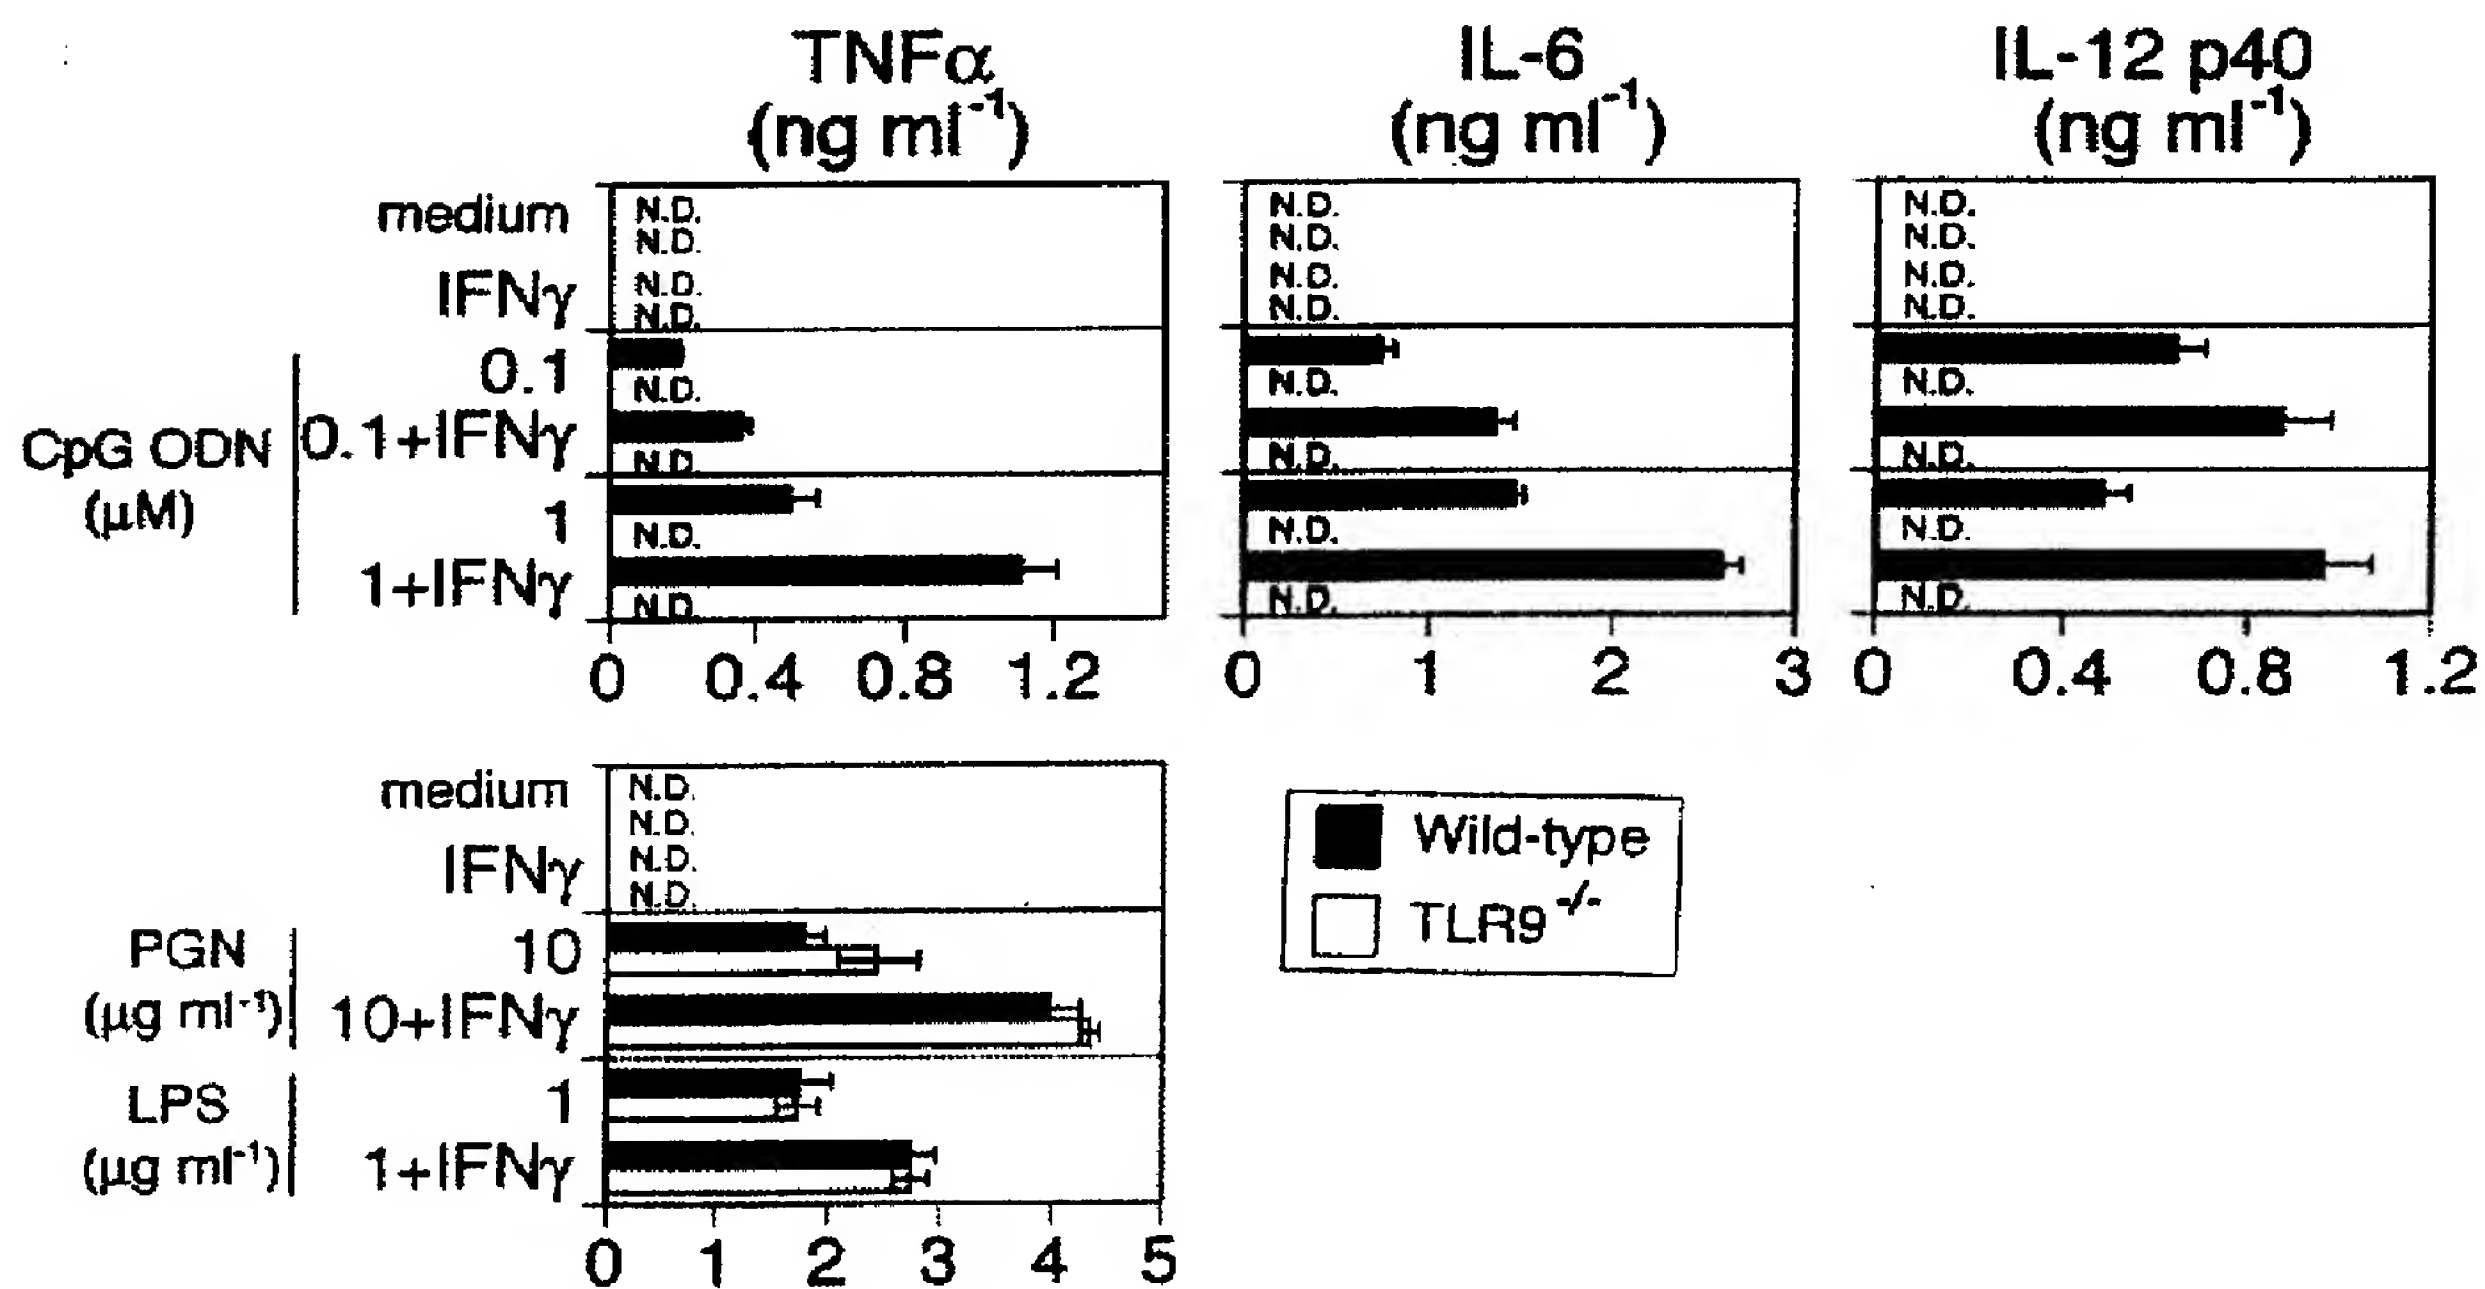 TNFα
(ng ml⁻¹)
IL-6
(ng ml⁻¹)
IL-12 p40
(ng ml⁻¹)
medium
N.D.
N.D.
N.D.
N.D.
N.D.
N.D.
IFNγ
N.D.
N.D.
N.D.
N.D.
N.D.
N.D.
CpG ODN
(μM)
0.1
N.D.
N.D.
N.D.
0.1+IFNγ
N.D.
N.D.
N.D.
1
N.D.
N.D.
N.D.
1+IFNγ
N.D.
N.D.
N.D.
0 0.4 0.8 1.2
0 1 2 3
0 0.4 0.8 1.2
medium
N.D.
N.D.
IFNγ
N.D.
N.D.
PGN
(μg ml⁻¹)
10
10+IFNγ
LPS
(μg ml⁻¹)
1
1+IFNγ
0 1 2 3 4 5
Wild-type
TLR9⁻/⁻